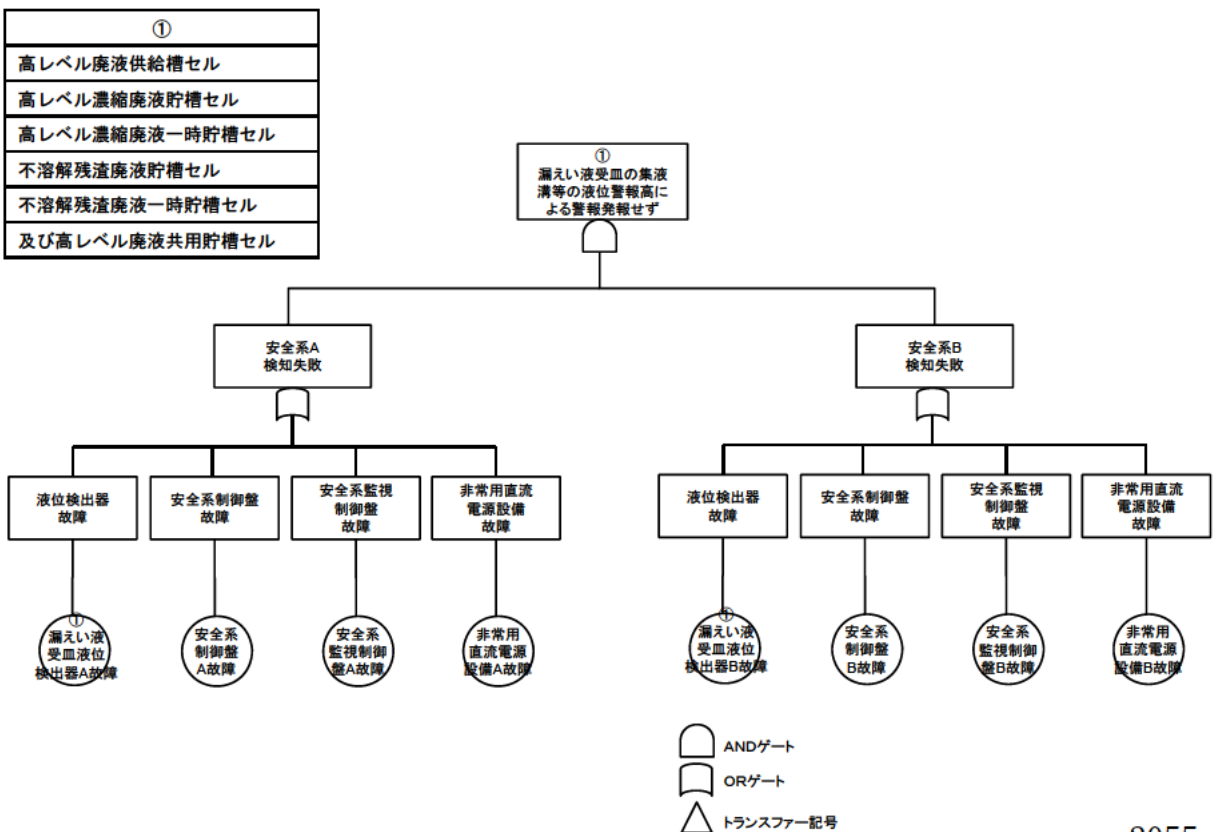 ①
高レベル廃液供給槽セル
高レベル濃縮廃液貯槽セル
高レベル濃縮廃液一時貯槽セル
不溶解残渣廃液貯槽セル
不溶解残渣廃液一時貯槽セル
及び高レベル廃液共用貯槽セル
①
漏えい液受皿の集液
溝等の液位警報高に
よる警報発報せず
安全系A
検知失敗
安全系B
検知失敗
液位検出器
故障
安全系制御盤
故障
安全系監視
制御盤
故障
非常用直流
電源設備
故障
液位検出器
故障
安全系制御盤
故障
安全系監視
制御盤
故障
非常用直流
電源設備
故障
①
漏えい液
受皿液位
検出器A故障
安全系
制御盤
A故障
安全系
監視制御
盤A故障
非常用
直流電源
設備A故障
①
漏えい液
受皿液位
検出器B故障
安全系
制御盤
B故障
安全系
監視制御
盤B故障
非常用
直流電源
設備B故障
ANDゲート
ORゲート
トランスファー記号